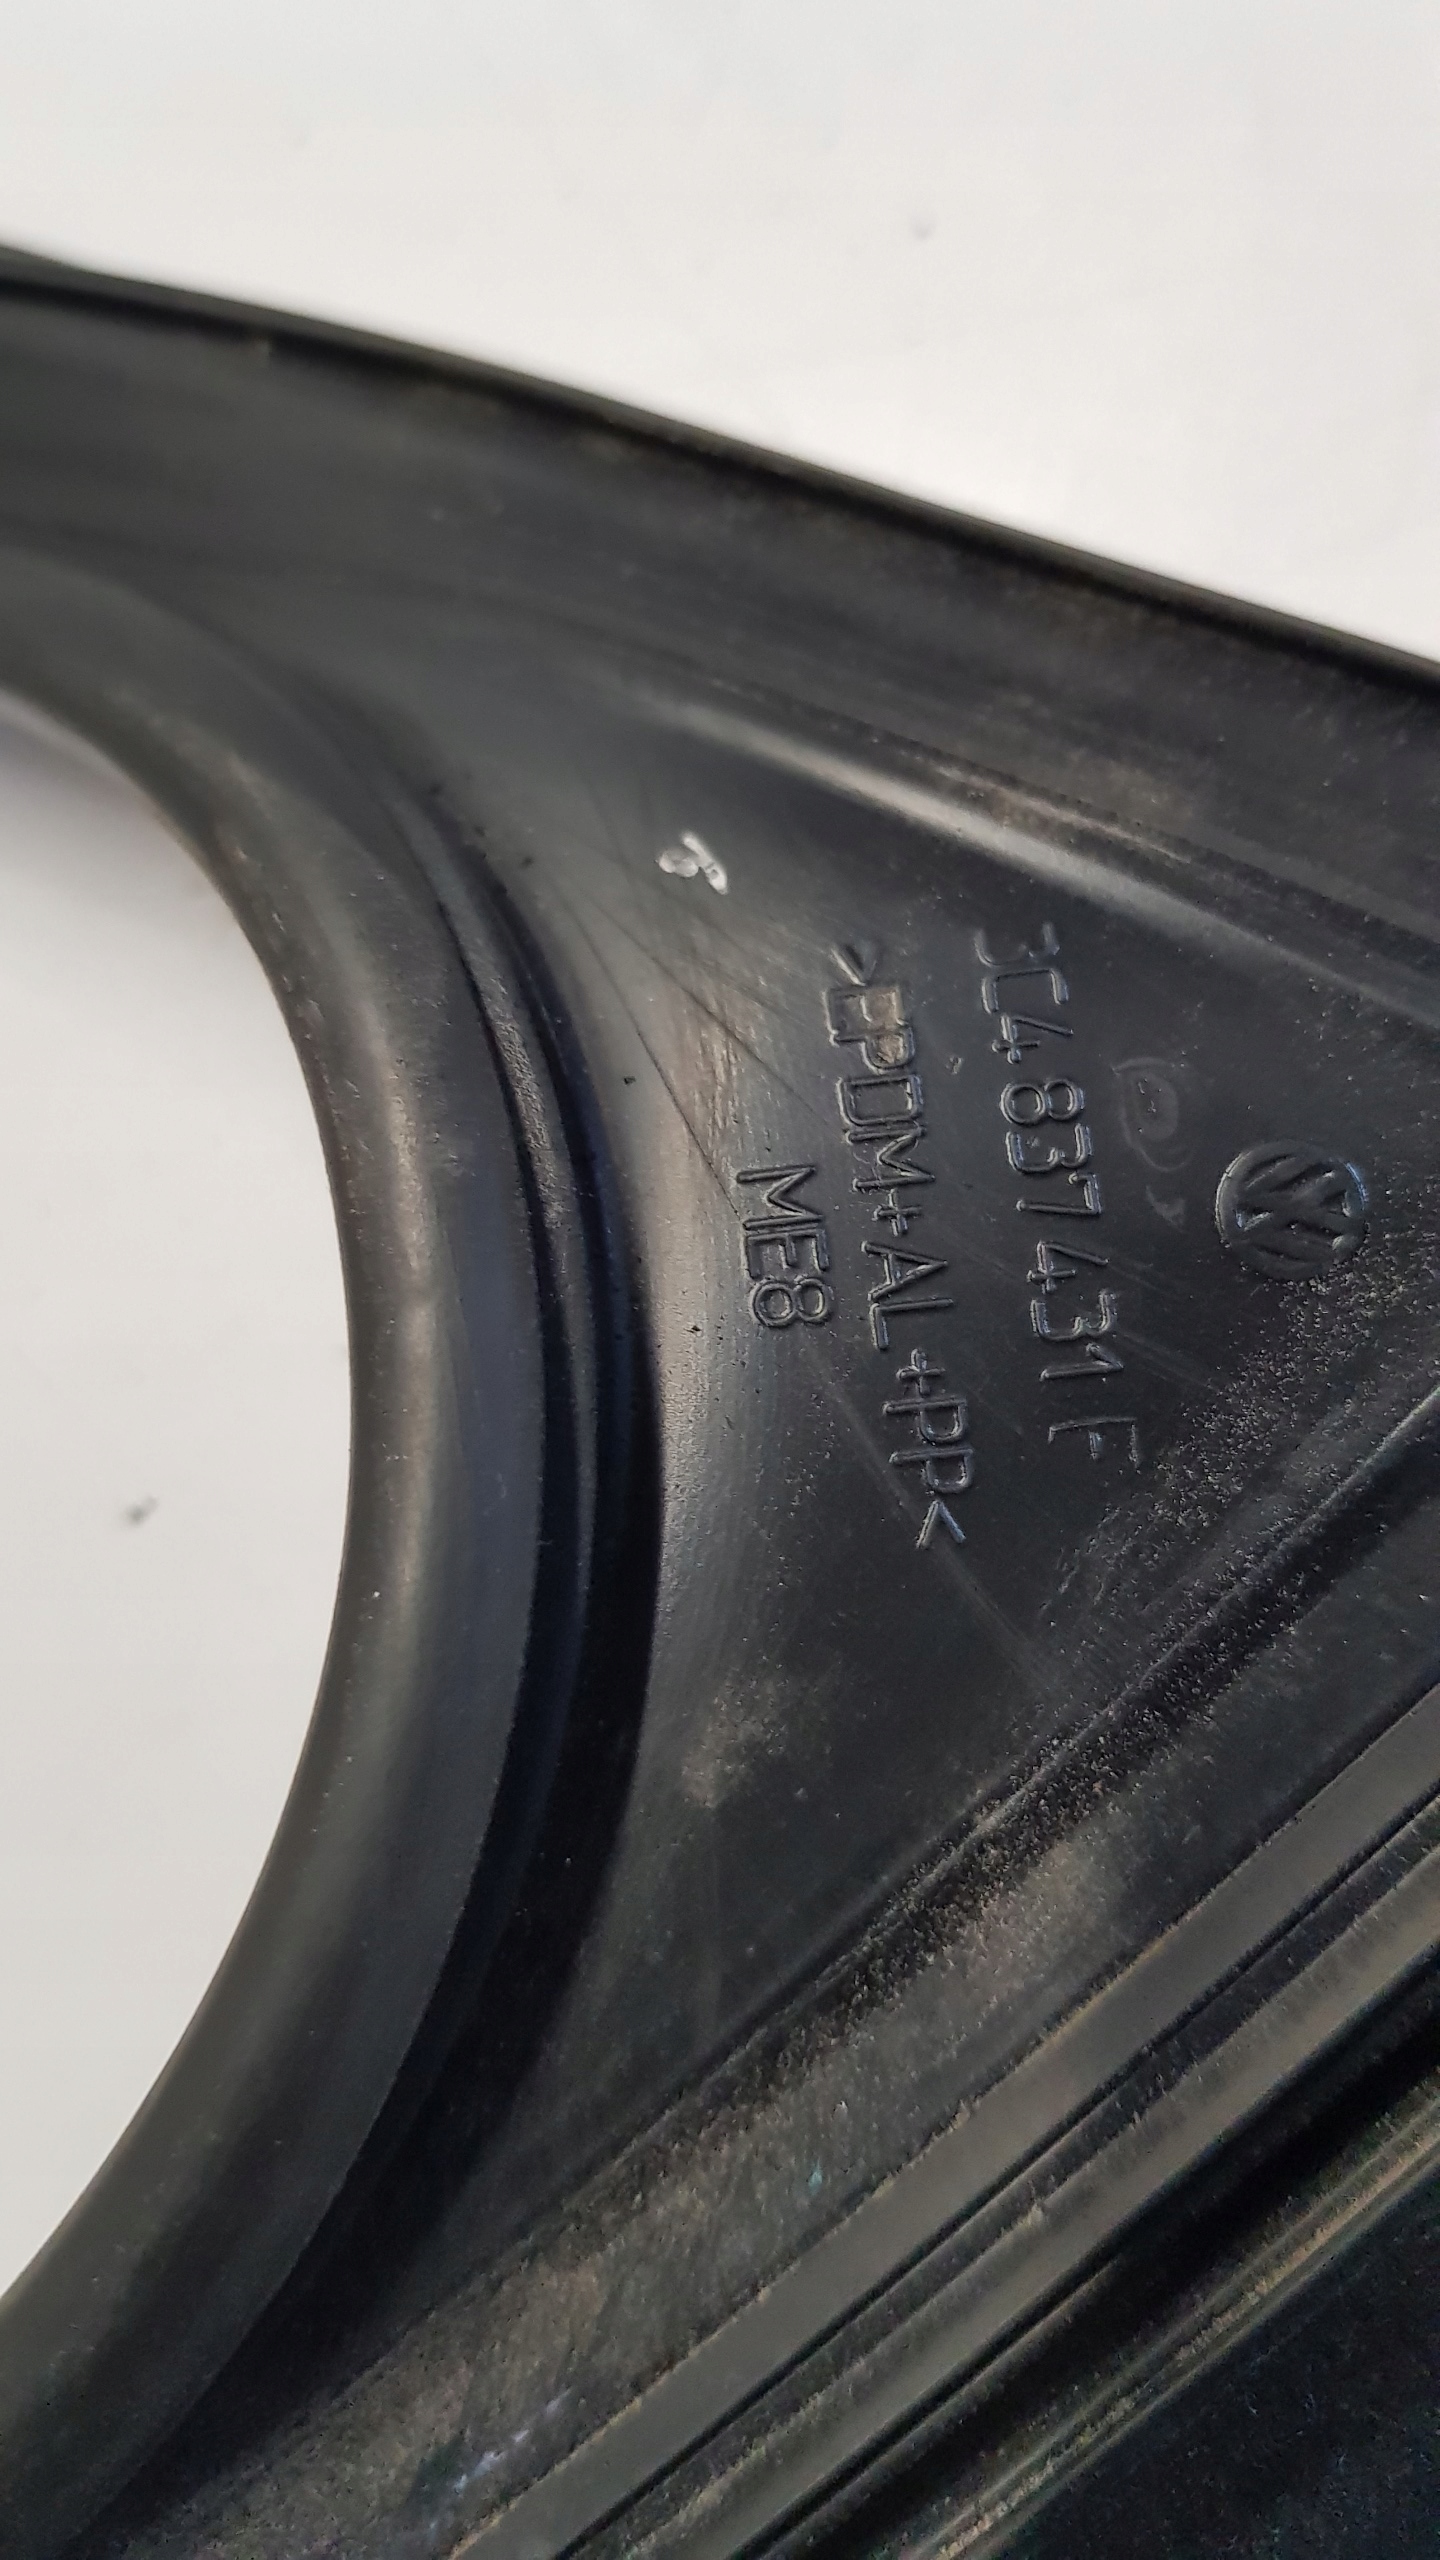 3C4 837 431 F
>EPDM+AL+PP<
ME8